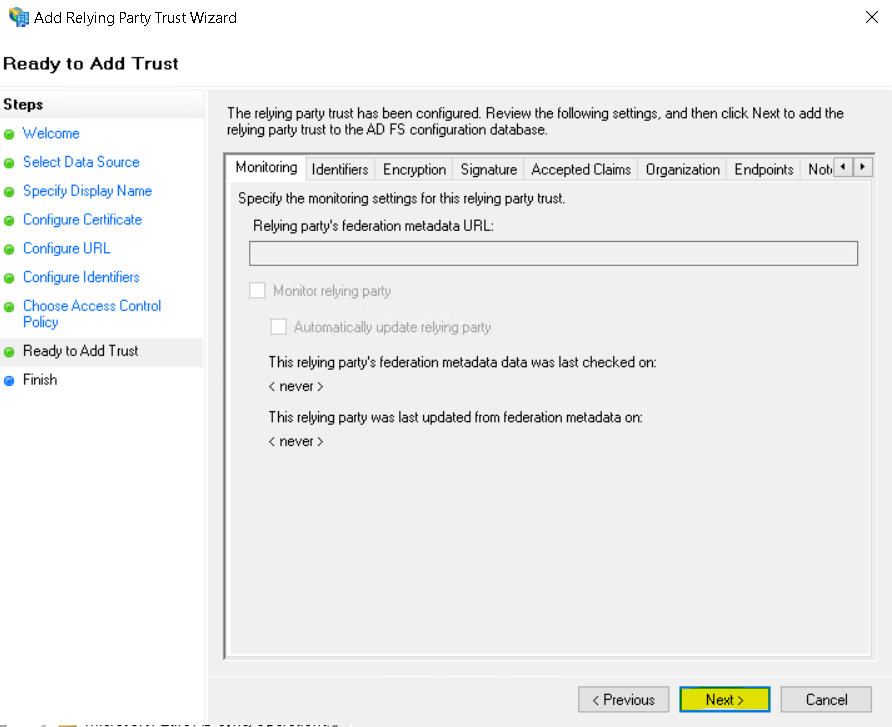 Add Relying Party Trust Wizard
Ready to Add Trust
Steps
Welcome
Select Data Source
Specify Display Name
Configure Certificate
Configure URL
Configure Identifiers
Choose Access Control
Policy
Ready to Add Trust
Finish
The relying party trust has been configured. Review the following settings, and then click Next to add the
relying party trust to the AD FS configuration database.
Monitoring Identifiers Encryption Signature Accepted Claims Organization Endpoints
Specify the monitoring settings for this relying party trust.
Relying party's federation metadata URL:
Monitor relying party
Automatically update relying party
This relying party's federation metadata data was last checked on:
< never >
This relying party was last updated from federation metadata on:
< never >
< Previous Next > Cancel